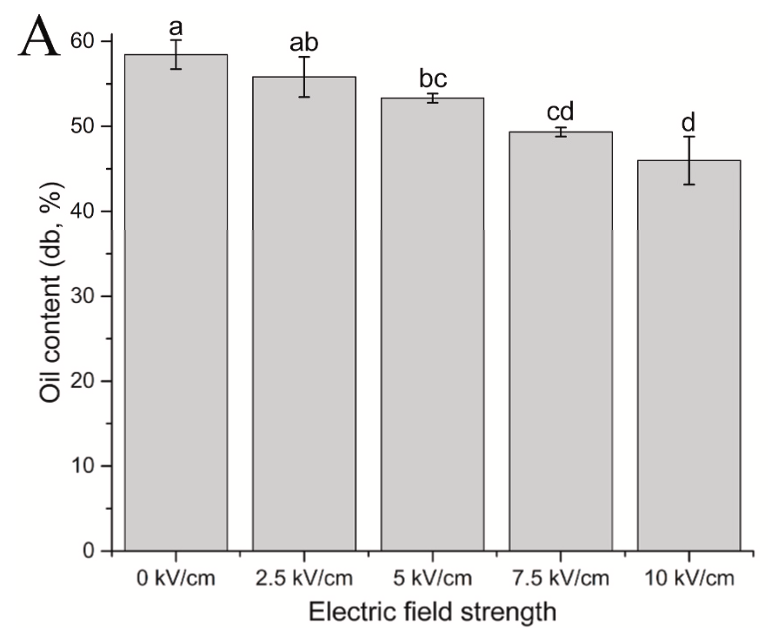 A
a
ab
bc
cd
d
60
50
40
30
20
10
0
Oil content (db, %)
0 kV/cm 2.5 kV/cm 5 kV/cm 7.5 kV/cm 10 kV/cm
Electric field strength